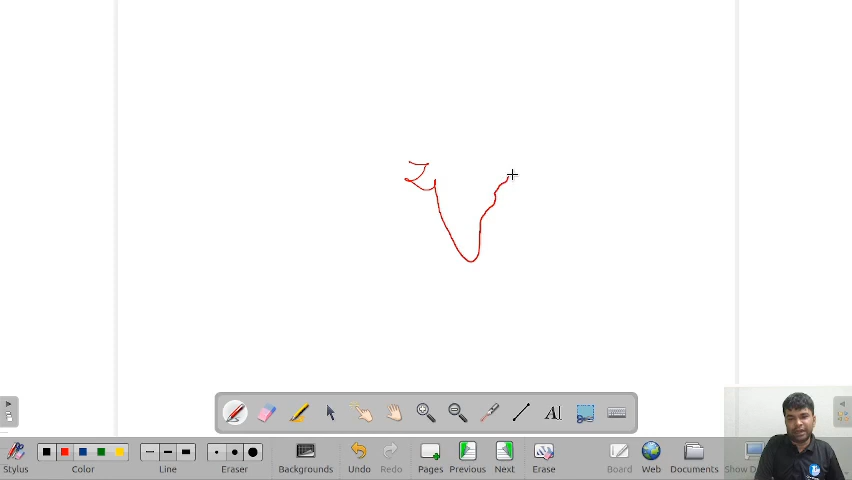 Stylus
Color
Line
Eraser
Backgrounds
Undo
Redo
Pages
Previous
Next
Erase
Board
Web
Documents